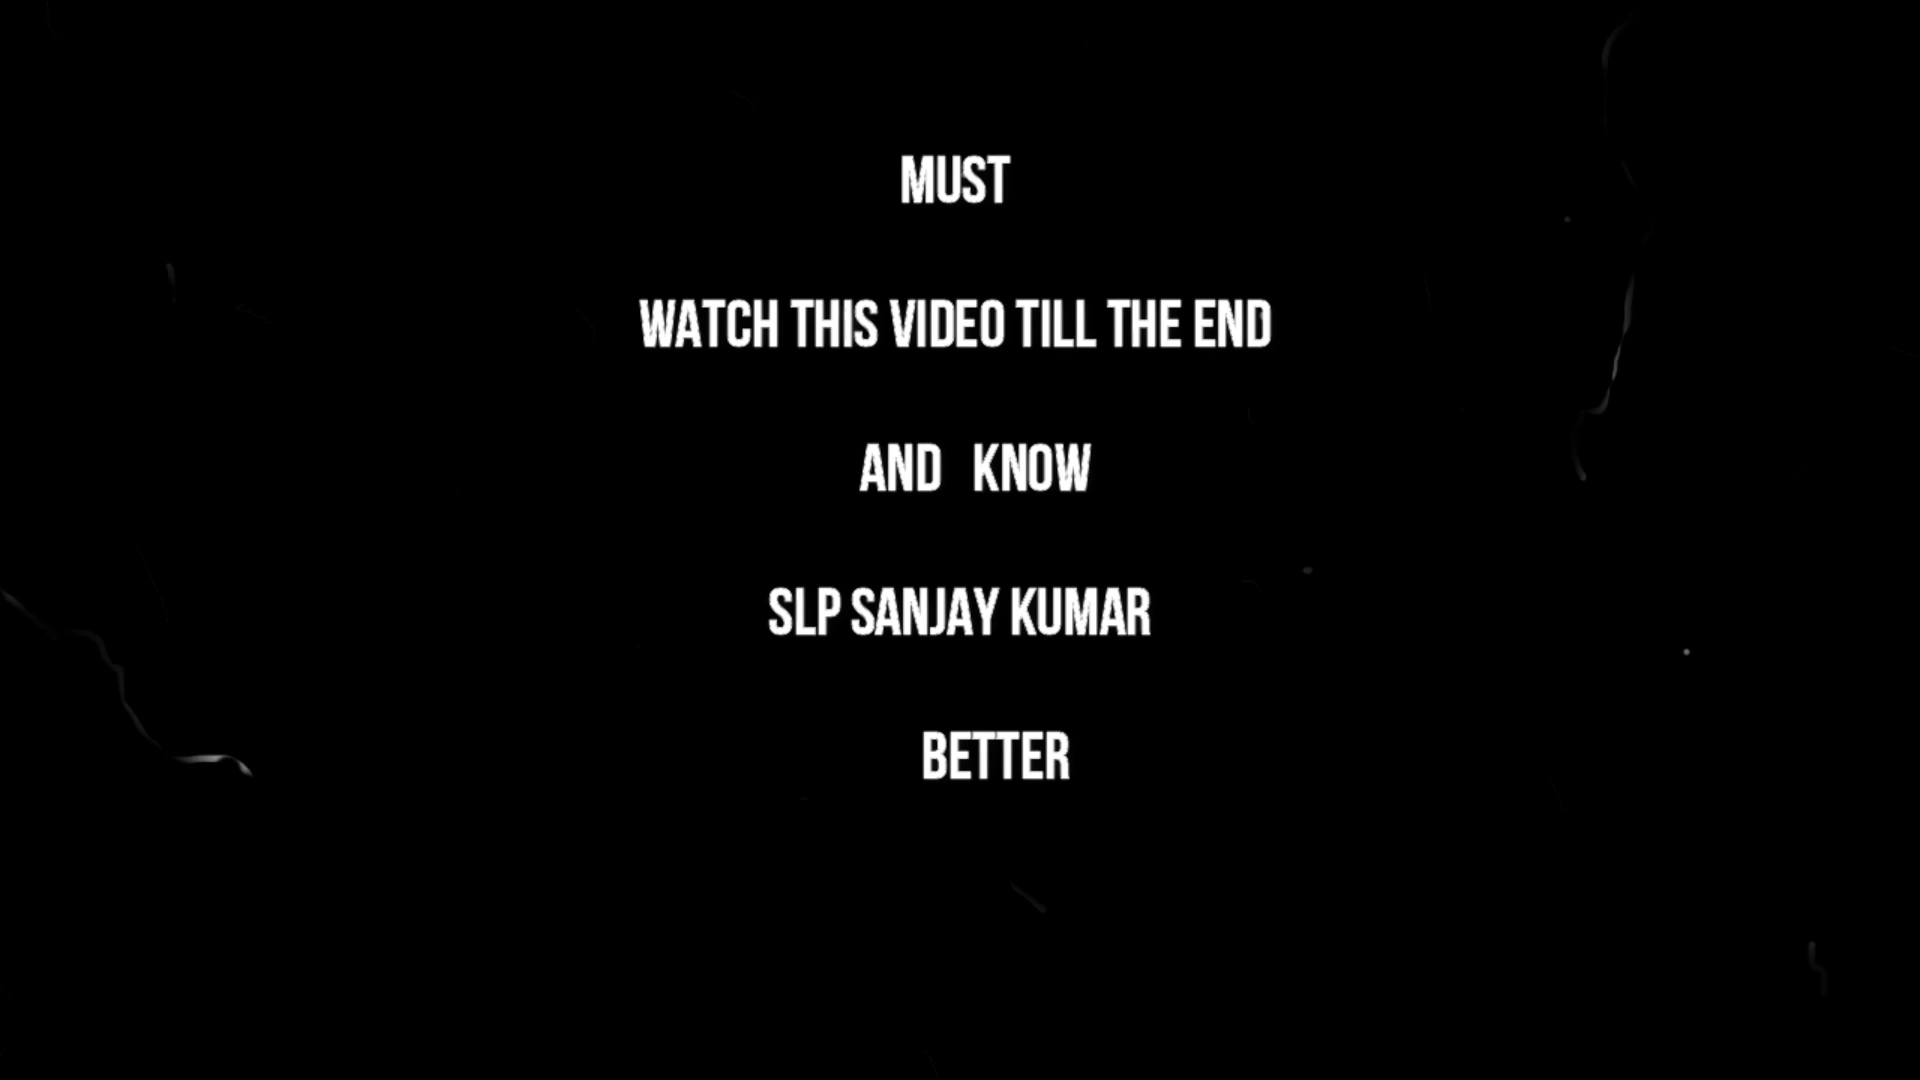 MUST
WATCH THIS VIDEO TILL THE END
AND KNOW
SLP SANJAY KUMAR
BETTER